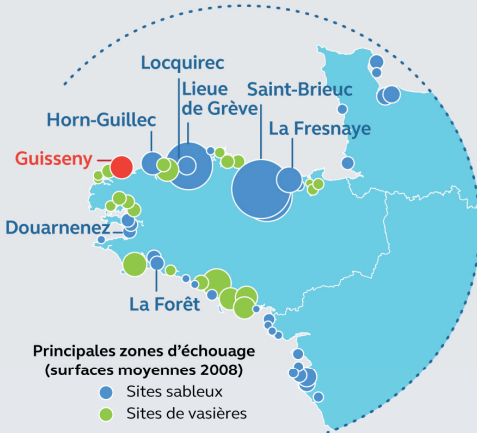 Locquirec
Lieue
de Grève
Saint-Brieuc
Horn-Guillec
La Fresnaye
Guisseny
Douarnenez
La Forêt
Principales zones d'échouage
(surfaces moyennes 2008)
Sites sableux
Sites de vasières